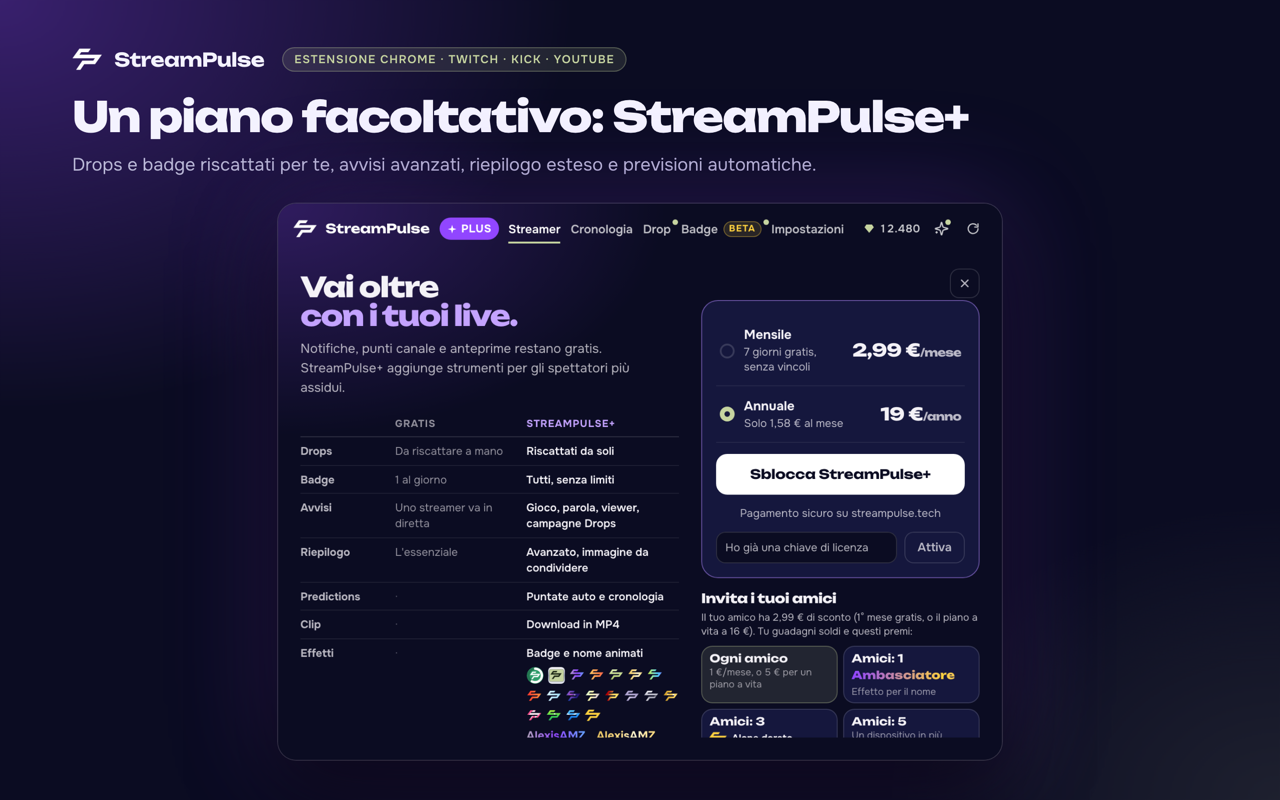 StreamPulse
ESTENSIONE CHROME · TWITCH · KICK · YOUTUBE
Un piano facoltativo: StreamPulse+
Drops e badge riscattati per te, avvisi avanzati, riepilogo esteso e previsioni automatiche.
StreamPulse + PLUS Streamer Cronologia Drop Badge BETA Impostazioni 12.480
Vai oltre
con i tuoi live.
Notifiche, punti canale e anteprime restano gratis.
StreamPulse+ aggiunge strumenti per gli spettatori più
assidui.
GRATIS STREAMPULSE+
Drops Da riscattare a mano Riscattati da soli
Badge 1 al giorno Tutti, senza limiti
Avvisi Uno streamer va in
diretta
Gioco, parola, viewer,
campagne Drops
Riepilogo L'essenziale Avanzato, immagine da
condividere
Predictions · Puntate auto e cronologia
Clip · Download in MP4
Effetti · Badge e nome animati
AlexisAMZ AlexisAMZ
Mensile
7 giorni gratis,
senza vincoli
2,99 €/mese
Annuale
Solo 1,58 € al mese
19 €/anno
Sblocca StreamPulse+
Pagamento sicuro su streampulse.tech
Ho già una chiave di licenza Attiva
Invita i tuoi amici
Il tuo amico ha 2,99 € di sconto (1° mese gratis, o il piano a
vita a 16 €). Tu guadagni soldi e questi premi:
Ogni amico
1 €/mese, o 5 € per un
piano a vita
Amici: 1
Ambasciatore
Effetto per il nome
Amici: 3
Alone dorato
Amici: 5
Un dispositivo in più